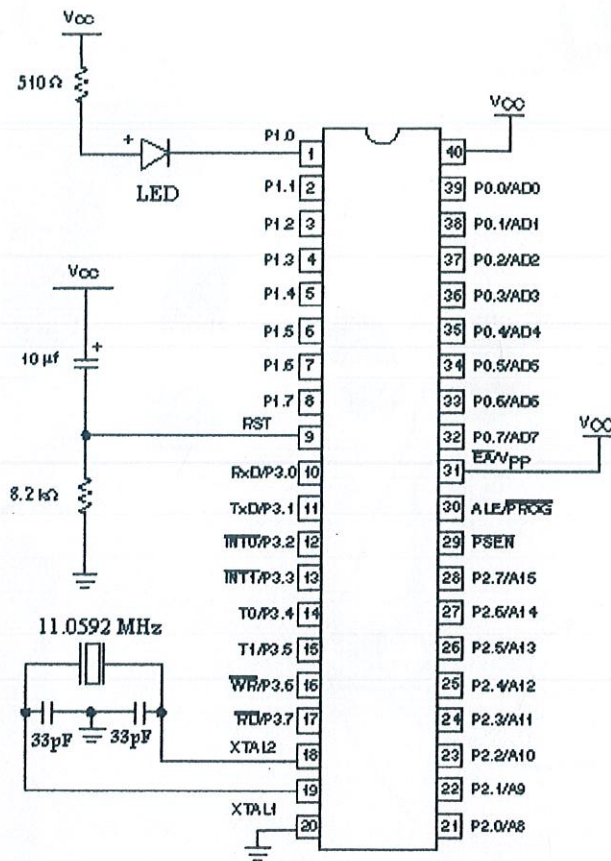 Vcc
510 Ω
+
LED
P1.0
1
P1.1 2
P1.2 3
P1.3 4
P1.4 5
P1.5 6
P1.6 7
P1.7 8
RST
9
RxD/P3.0 10
TxD/P3.1 11
INT0/P3.2 12
INT1/P3.3 13
T0/P3.4 14
T1/P3.5 15
WR/P3.6 16
RD/P3.7 17
XTAL2 18
19
XTAL1
20
Vcc
10 µf
+
8.2 kΩ
11.0592 MHz
33pF 33pF
Vcc
40
39 P0.0/AD0
38 P0.1/AD1
37 P0.2/AD2
36 P0.3/AD3
35 P0.4/AD4
34 P0.5/AD5
33 P0.6/AD6
32 P0.7/AD7
Vcc
31 EA/VPP
30 ALE/PROG
29 PSEN
28 P2.7/A15
27 P2.6/A14
26 P2.5/A13
25 P2.4/A12
24 P2.3/A11
23 P2.2/A10
22 P2.1/A9
21 P2.0/A8